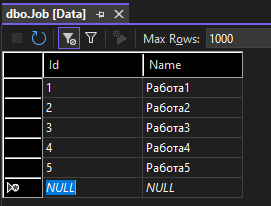 dbo.Job [Data]
Max Rows: 1000
Id Name
1 Работа1
2 Работа2
3 Работа3
4 Работа4
5 Работа5
NULL NULL